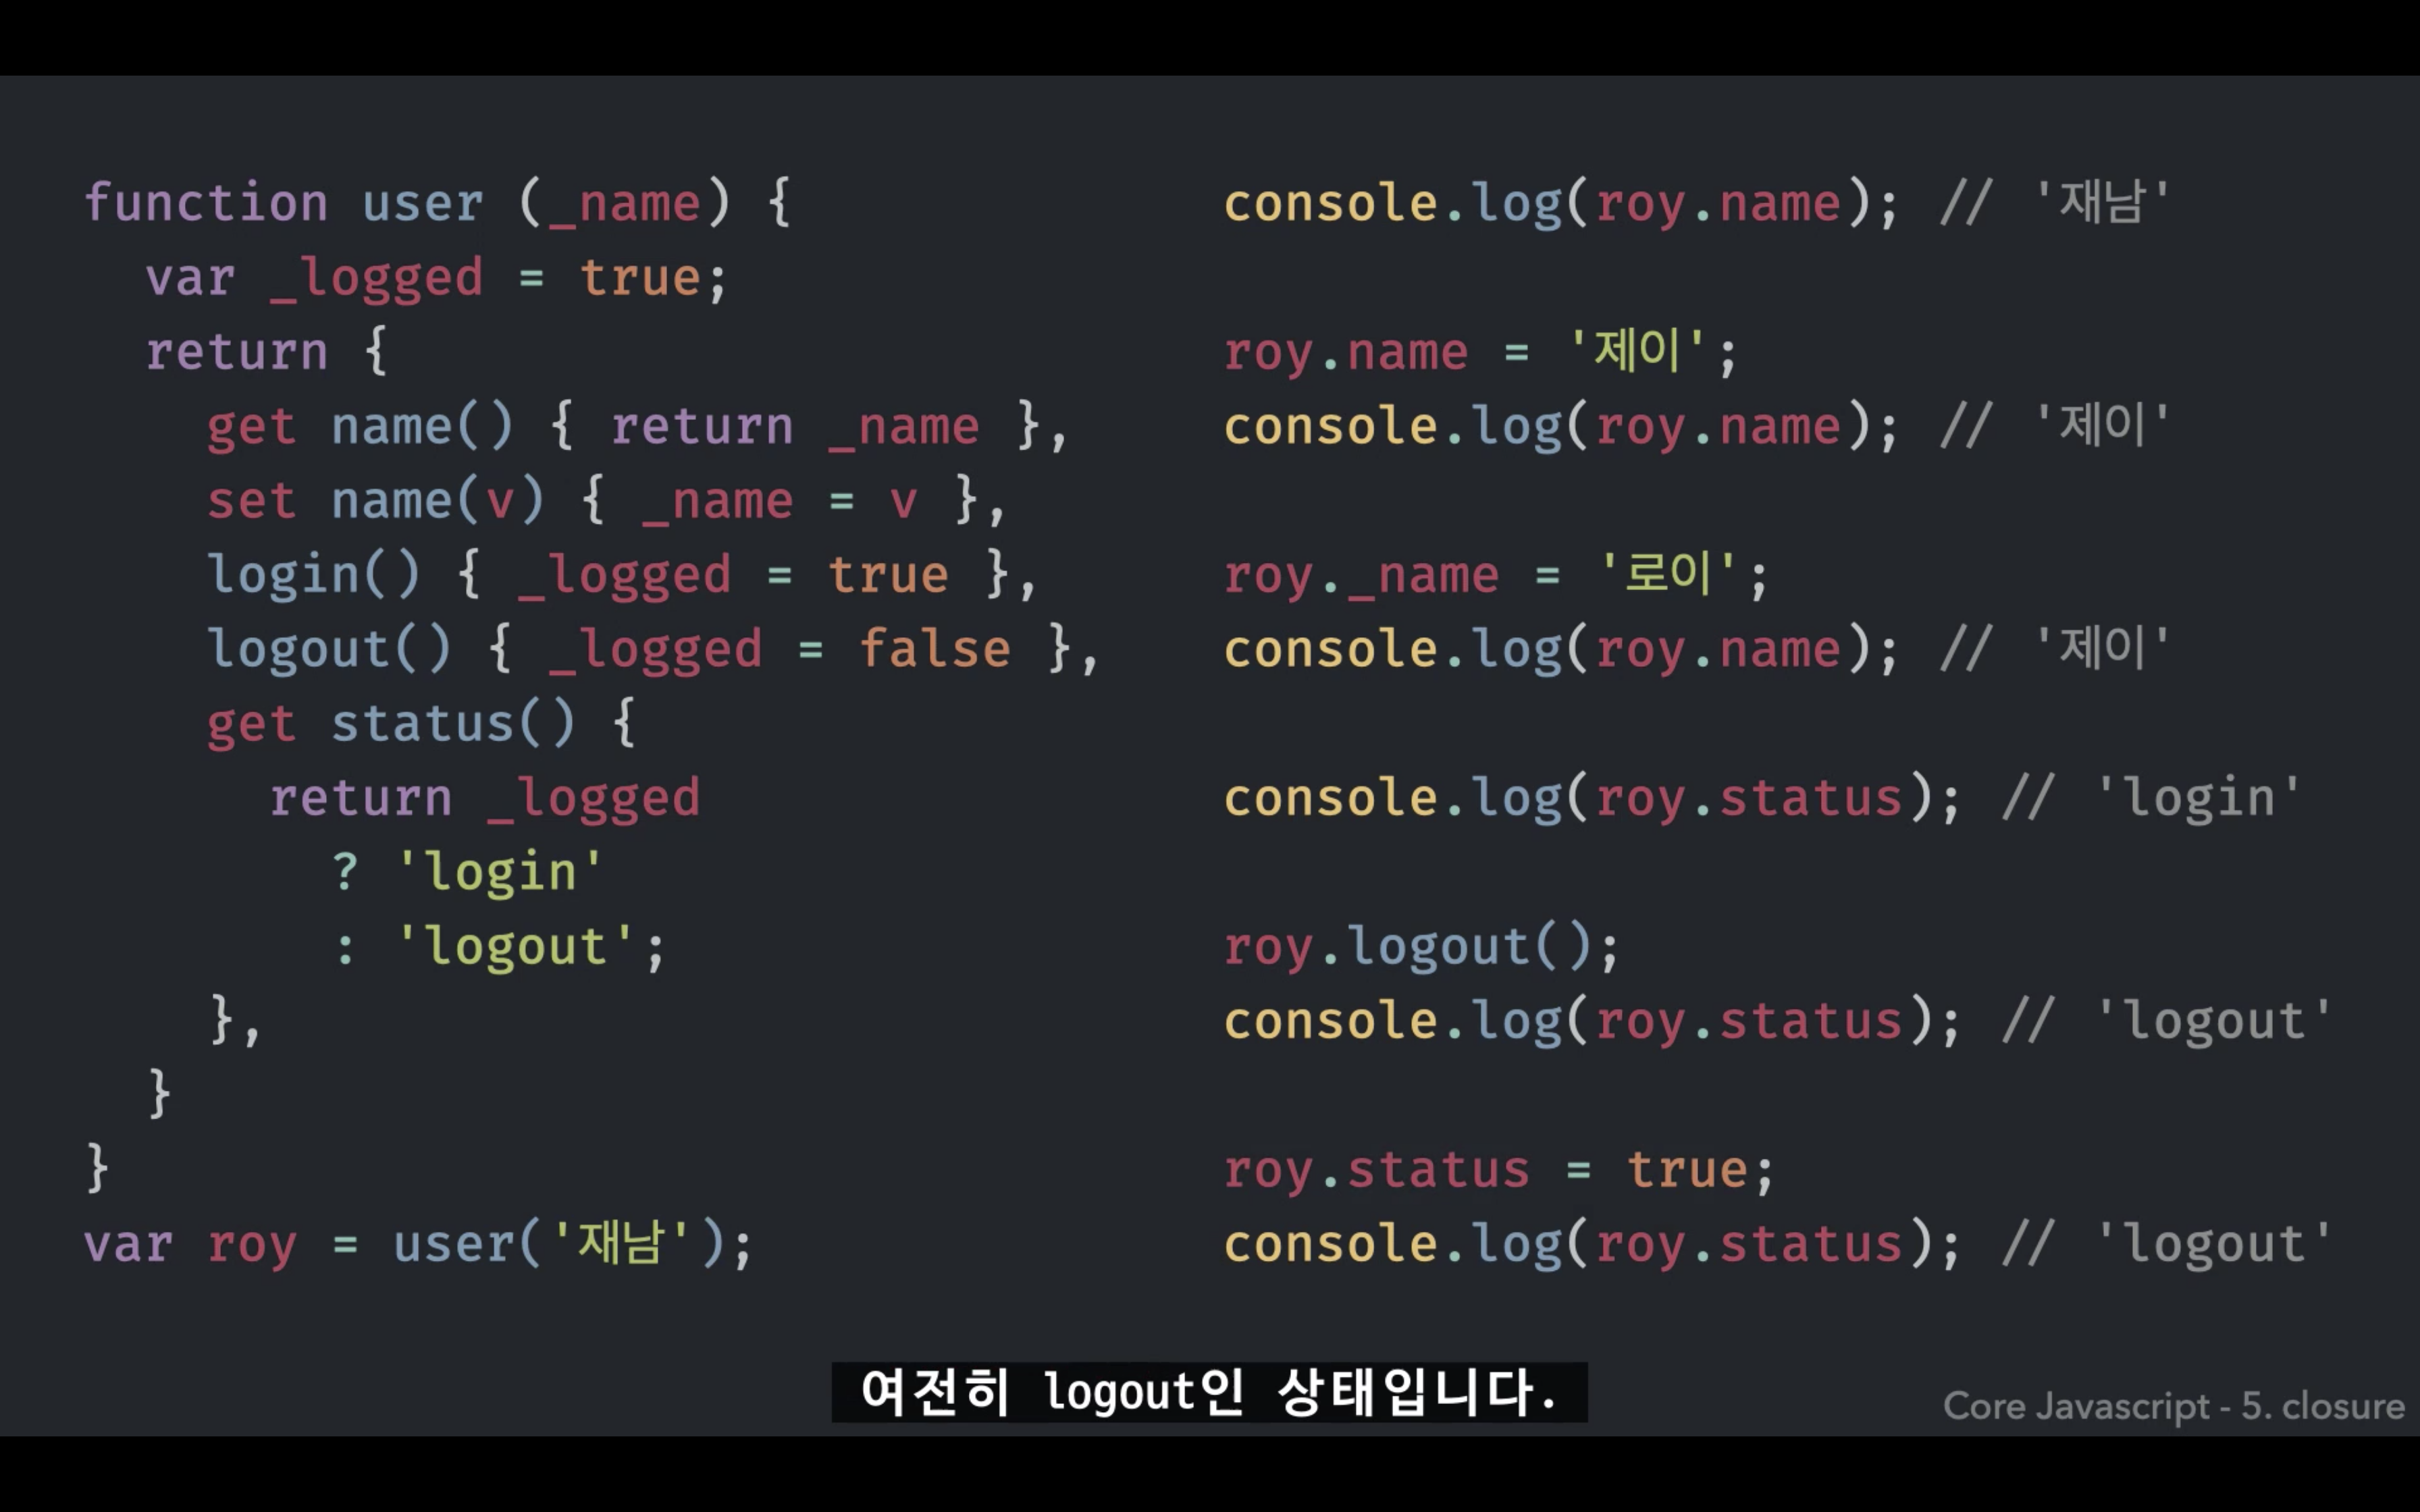 function user (_name) {
  var _logged = true;
  return {
    get name() { return _name },
    set name(v) { _name = v },
    login() { _logged = true },
    logout() { _logged = false },
    get status() {
      return _logged
        ? 'login'
        : 'logout';
    },
  }
}
var roy = user('재남');
console.log(roy.name); // '재남'
roy.name = '제이';
console.log(roy.name); // '제이'
roy._name = '로이';
console.log(roy.name); // '제이'
console.log(roy.status); // 'login'
roy.logout();
console.log(roy.status); // 'logout'
roy.status = true;
console.log(roy.status); // 'logout'
여전히 logout인 상태입니다.
Core Javascript - 5. closure